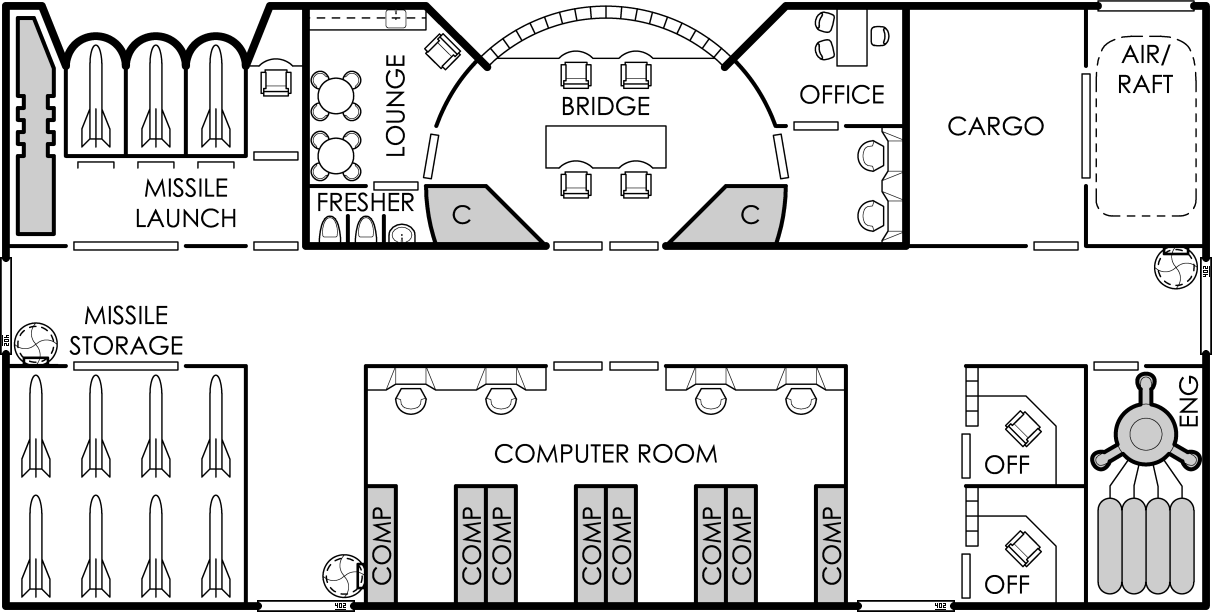 AIR/
RAFT
LOUNGE
BRIDGE
OFFICE
CARGO
MISSILE
LAUNCH
FRESHER
C
C
402
402
MISSILE
STORAGE
ENG
COMPUTER ROOM
OFF
COMP
COMP
COMP
COMP
COMP
COMP
COMP
COMP
OFF
402
402